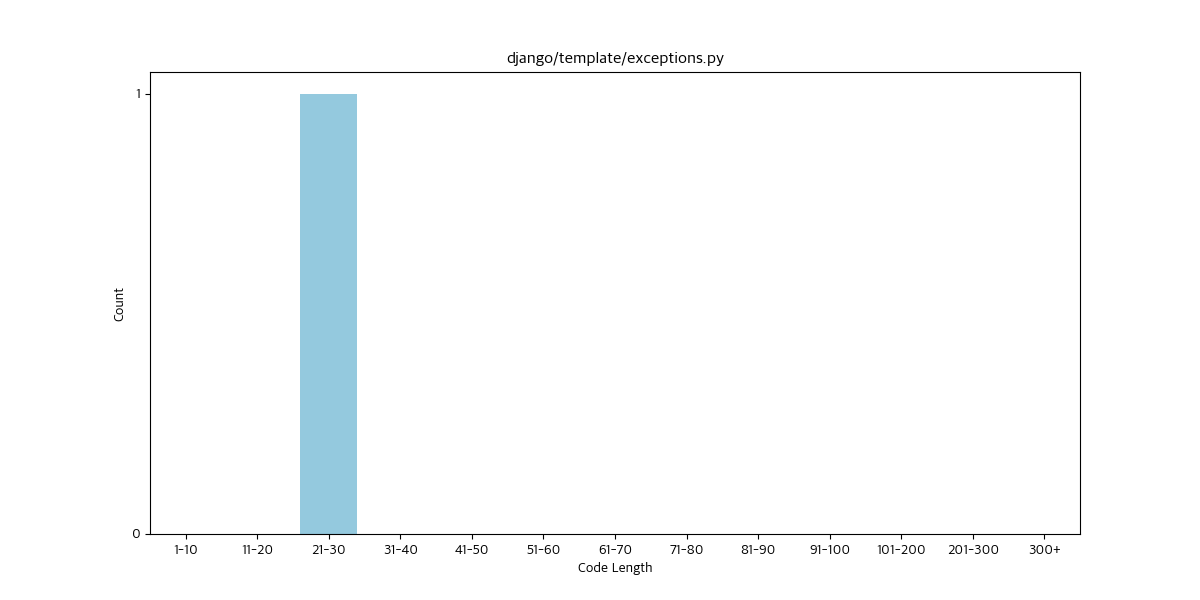 django/template/exceptions.py
1
Count
0
1-10 11-20 21-30 31-40 41-50 51-60 61-70 71-80 81-90 91-100 101-200 201-300 300+
Code Length